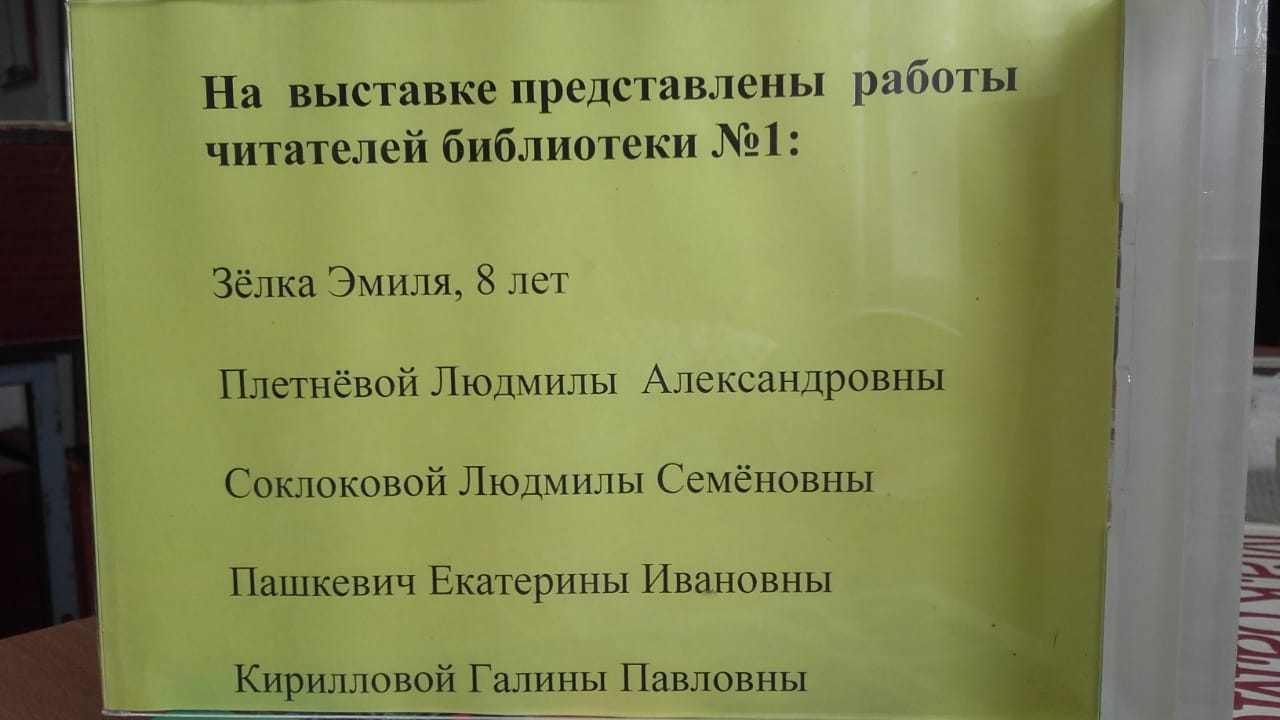 На выставке представлены работы
читателей библиотеки №1:
Зёлка Эмиля, 8 лет
Плетнёвой Людмилы Александровны
Соклоковой Людмилы Семёновны
Пашкевич Екатерины Ивановны
Кирилловой Галины Павловны